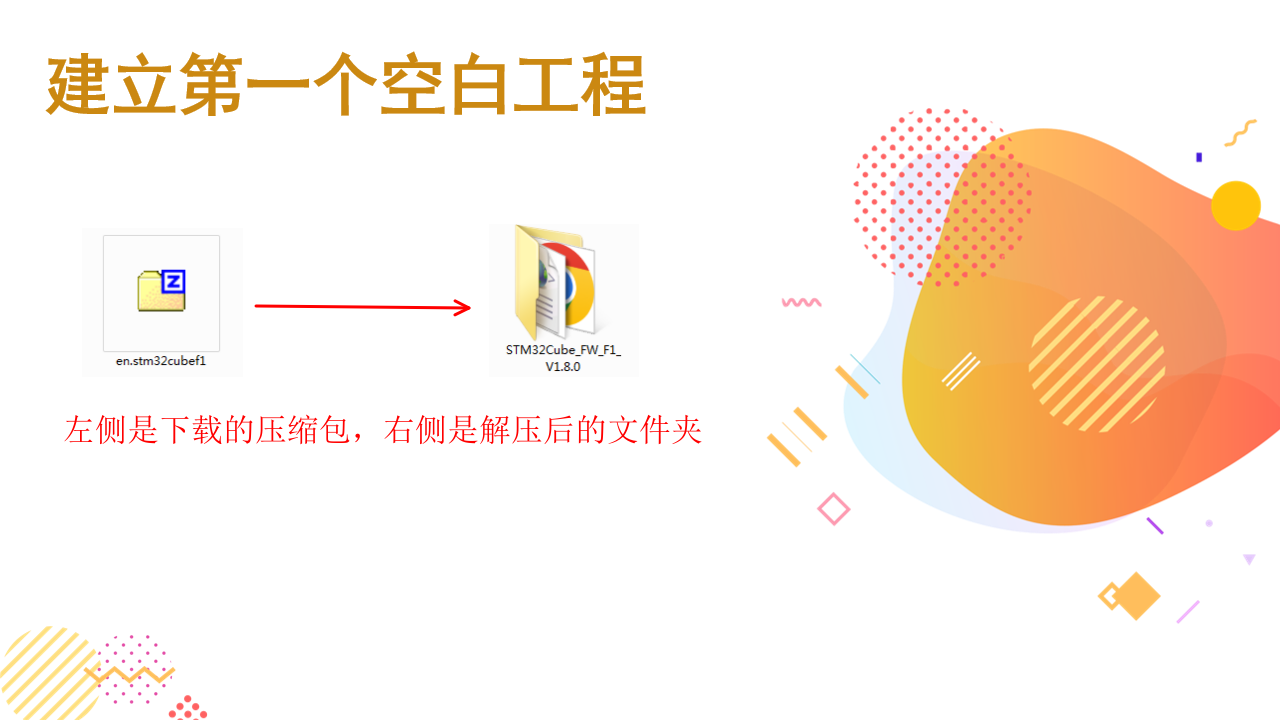 建立第一个空白工程
en.stm32cubef1
STM32Cube_FW_F1_
V1.8.0
左侧是下载的压缩包，右侧是解压后的文件夹